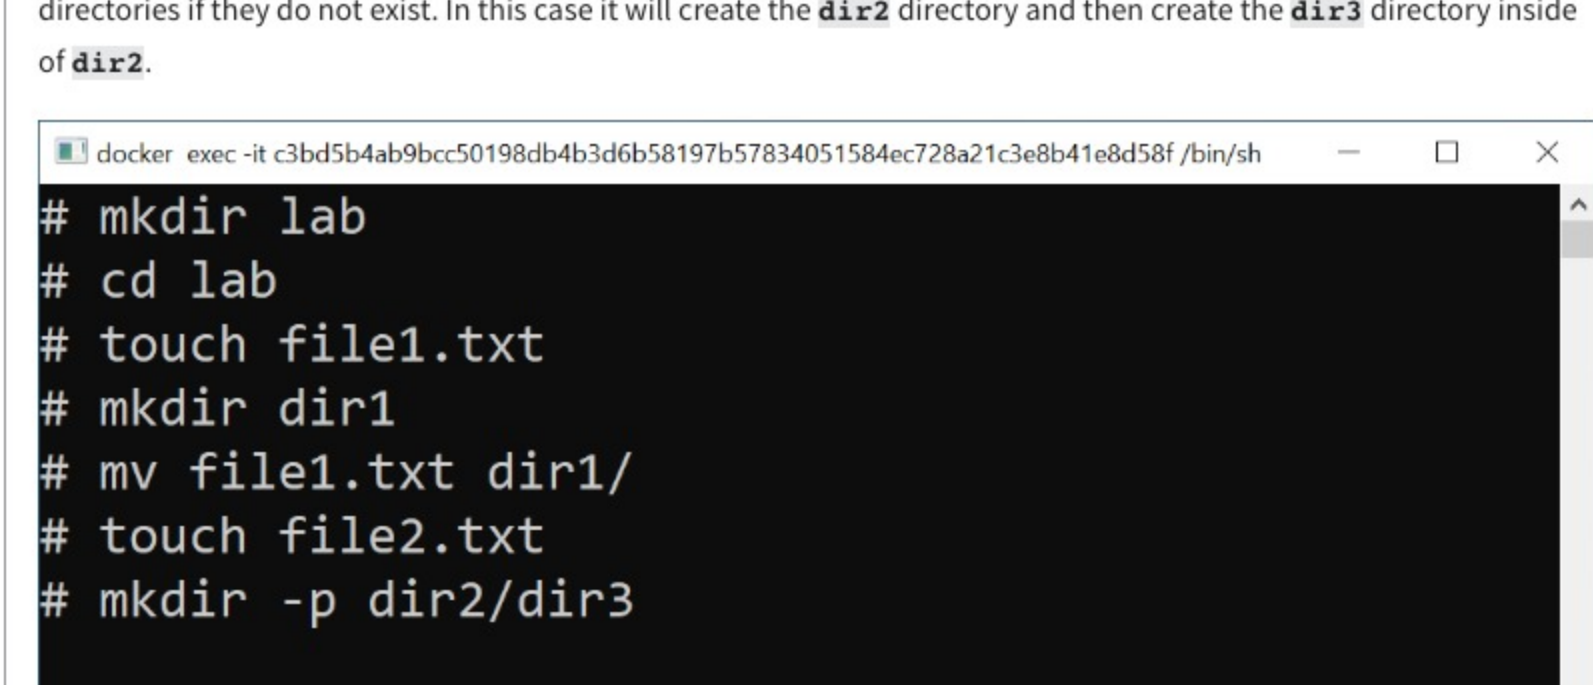 directories if they do not exist. In this case it will create the dir2 directory and then create the dir3 directory inside
of dir2.
docker exec -it c3bd5b4ab9bcc50198db4b3d6b58197b57834051584ec728a21c3e8b41e8d58f /bin/sh
# mkdir lab
# cd lab
# touch file1.txt
# mkdir dir1
# mv file1.txt dir1/
# touch file2.txt
# mkdir -p dir2/dir3